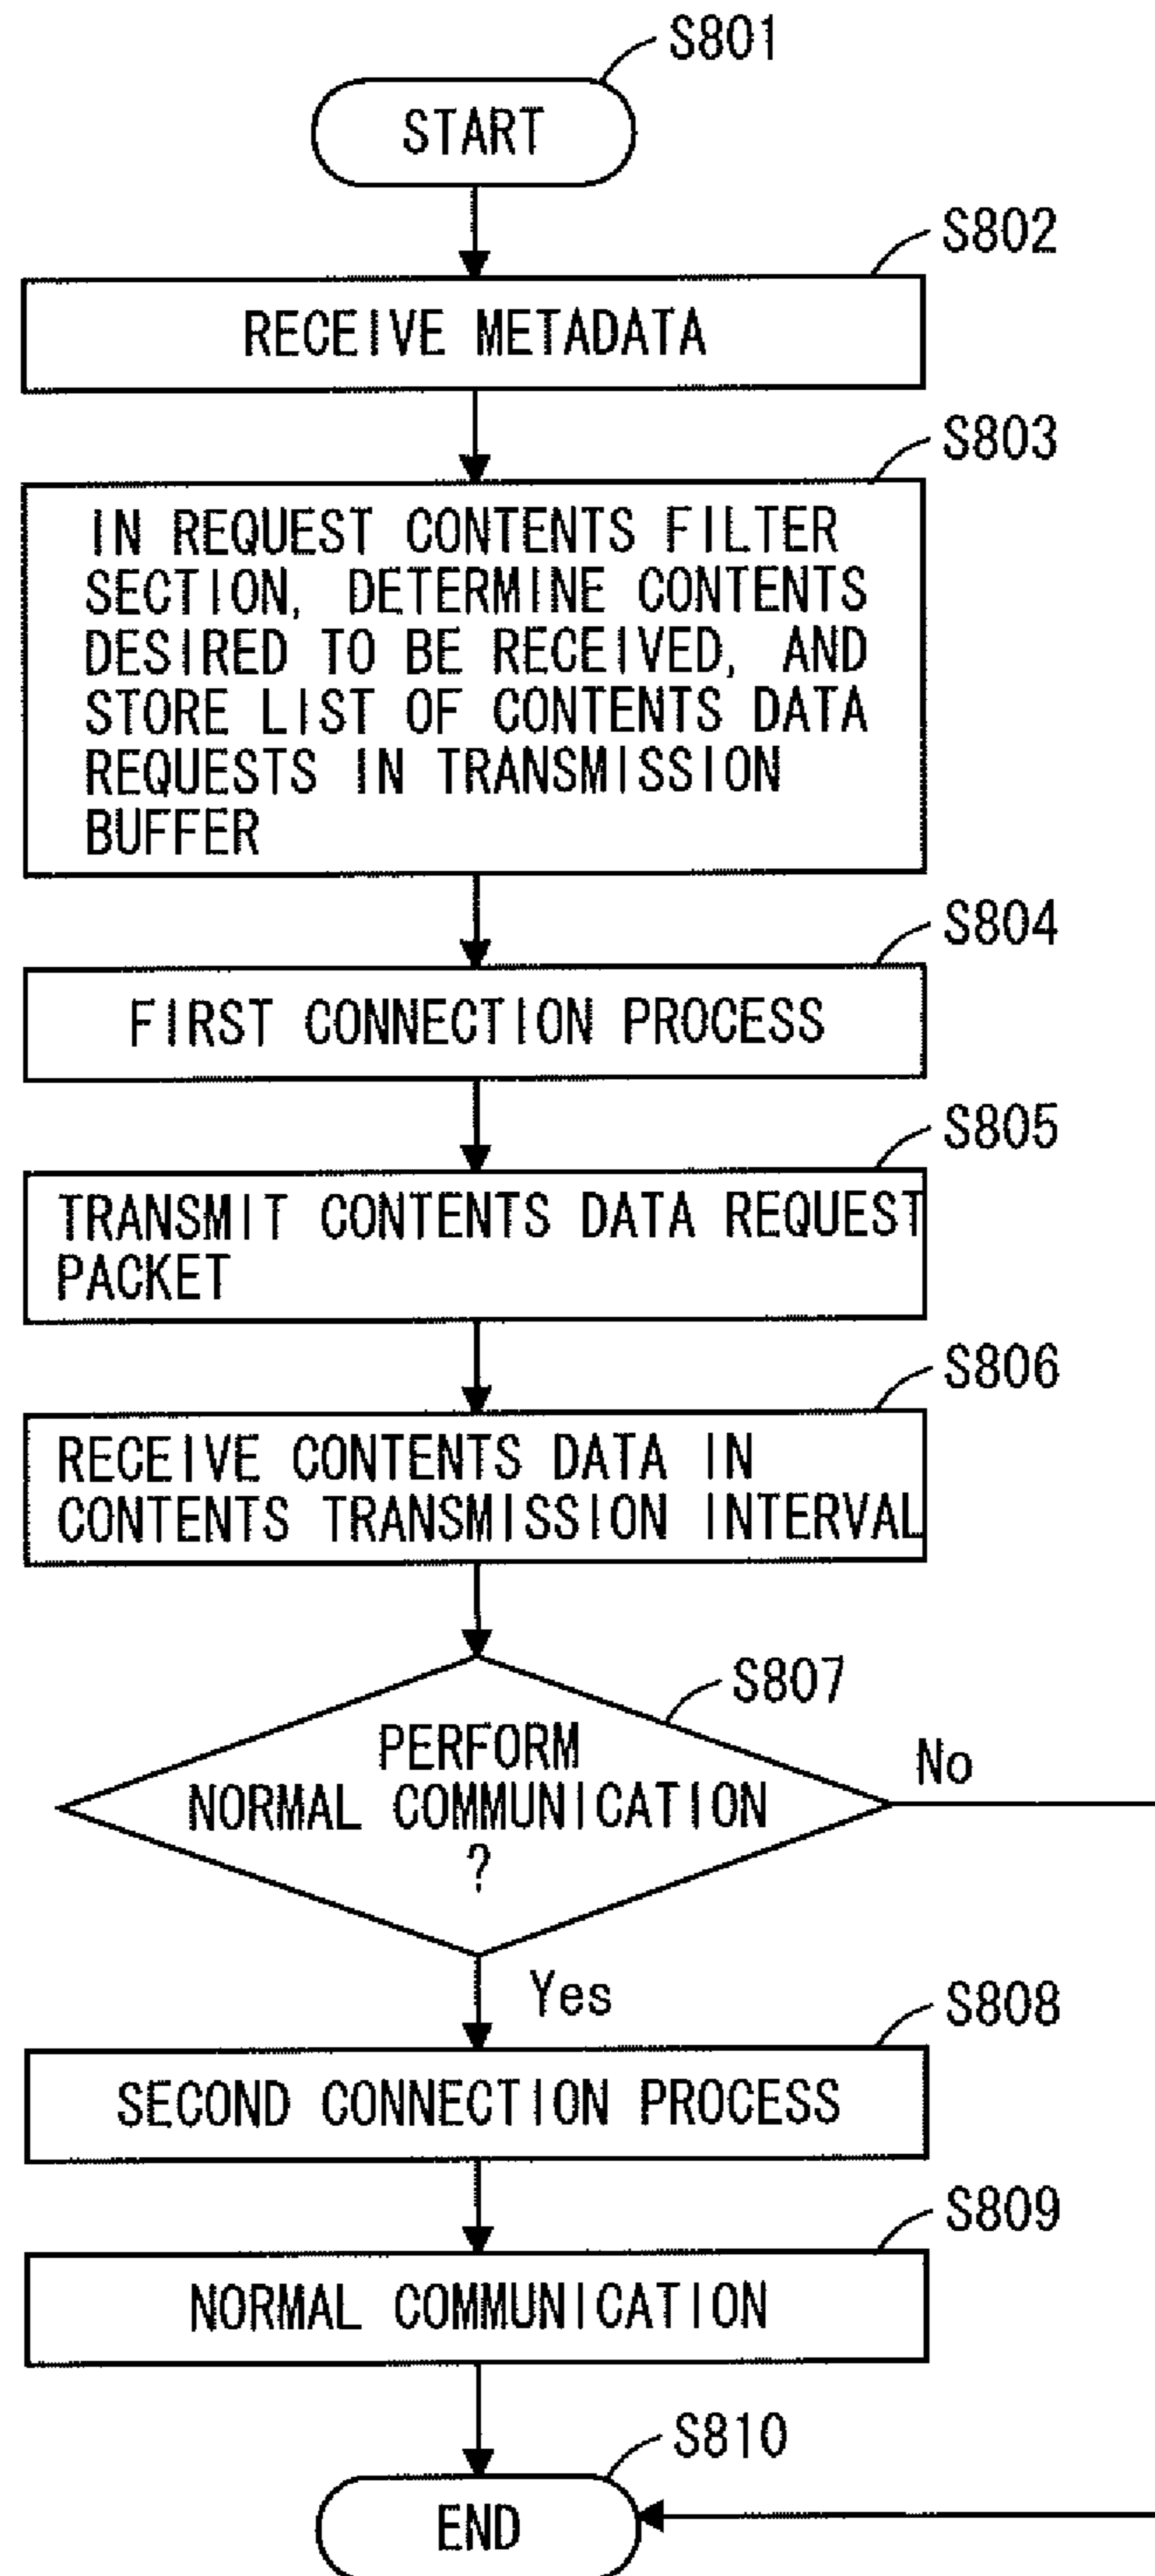 S801
START
S802
RECEIVE METADATA
S803
IN REQUEST CONTENTS FILTER
SECTION, DETERMINE CONTENTS
DESIRED TO BE RECEIVED, AND
STORE LIST OF CONTENTS DATA
REQUESTS IN TRANSMISSION
BUFFER
S804
FIRST CONNECTION PROCESS
S805
TRANSMIT CONTENTS DATA REQUEST
PACKET
S806
RECEIVE CONTENTS DATA IN
CONTENTS TRANSMISSION INTERVAL
S807
PERFORM
NORMAL COMMUNICATION
?
No
Yes
S808
SECOND CONNECTION PROCESS
S809
NORMAL COMMUNICATION
S810
END